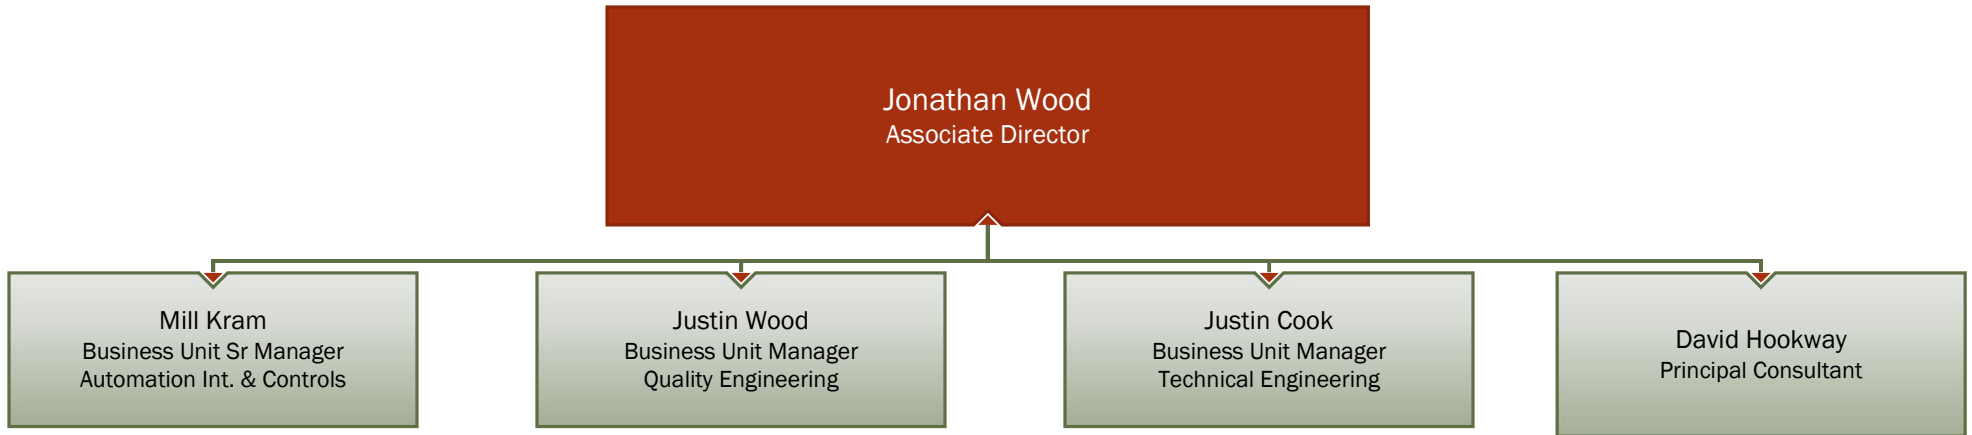 Jonathan Wood
Associate Director
Mill Kram
Business Unit Sr Manager
Automation Int. & Controls
Justin Wood
Business Unit Manager
Quality Engineering
Justin Cook
Business Unit Manager
Technical Engineering
David Hookway
Principal Consultant